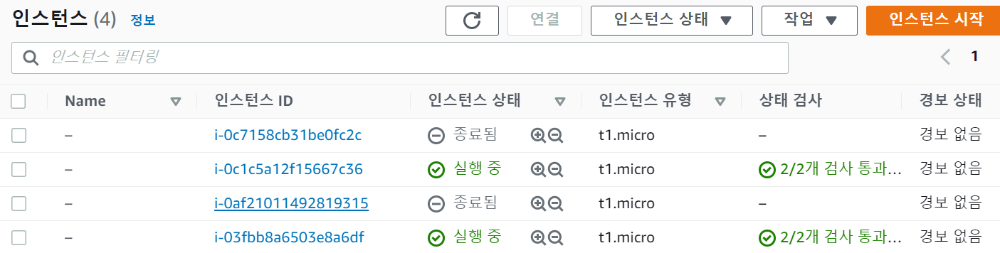 인스턴스 (4) 정보 연결 인스턴스 상태 작업 인스턴스 시작
인스턴스 필터링 1
Name 인스턴스 ID 인스턴스 상태 인스턴스 유형 상태 검사 경보 상태
– i-0c7158cb31be0fc2c 종료됨 t1.micro – 경보 없음
– i-0c1c5a12f15667c36 실행 중 t1.micro 2/2개 검사 통과... 경보 없음
– i-0af21011492819315 종료됨 t1.micro – 경보 없음
– i-03fbb8a6503e8a6df 실행 중 t1.micro 2/2개 검사 통과... 경보 없음